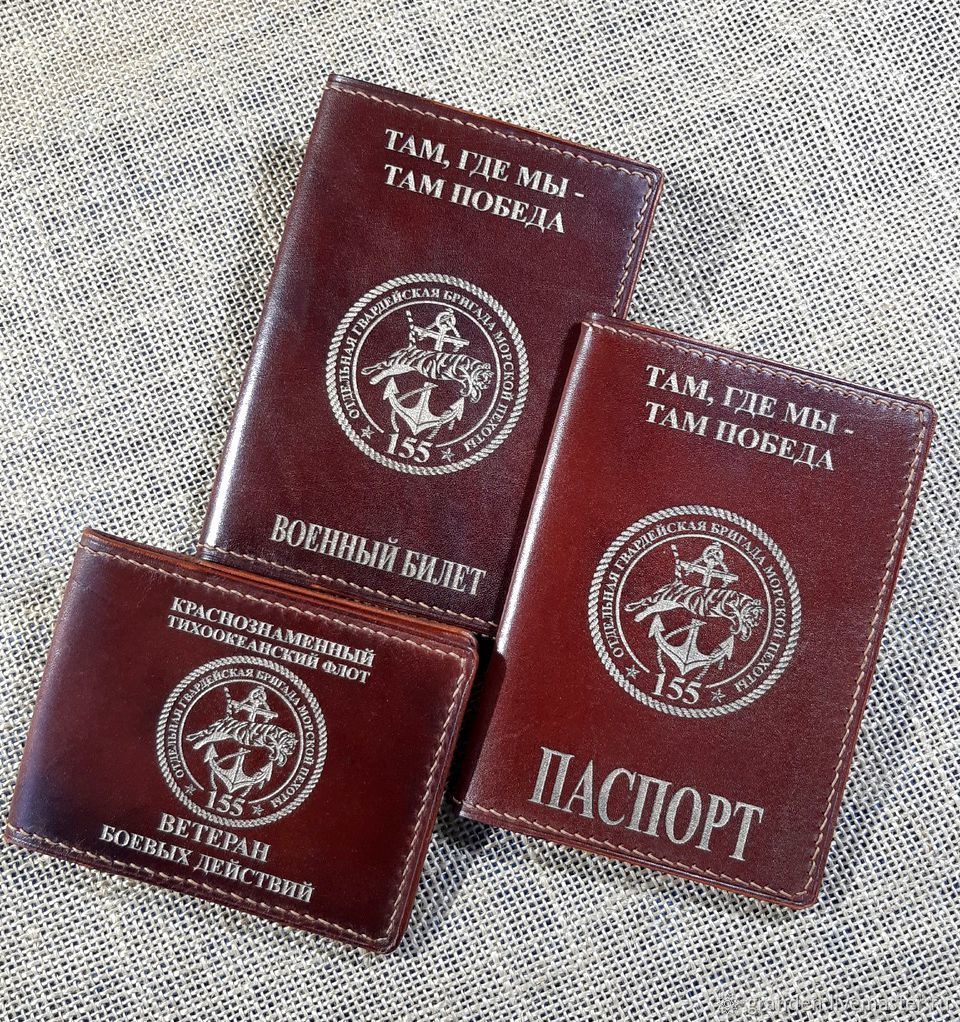 ТАМ, ГДЕ МЫ -
ТАМ ПОБЕДА
ОТДЕЛЬНАЯ ГВАРДЕЙСКАЯ БРИГАДА МОРСКОЙ ПЕХОТЫ
155
ВОЕННЫЙ БИЛЕТ
ТАМ, ГДЕ МЫ -
ТАМ ПОБЕДА
ОТДЕЛЬНАЯ ГВАРДЕЙСКАЯ БРИГАДА МОРСКОЙ ПЕХОТЫ
155
ПАСПОРТ
КРАСНОЗНАМЕННЫЙ
ТИХООКЕАНСКИЙ ФЛОТ
ОТДЕЛЬНАЯ ГВАРДЕЙСКАЯ БРИГАДА МОРСКОЙ ПЕХОТЫ
155
ВЕТЕРАН
БОЕВЫХ ДЕЙСТВИЙ